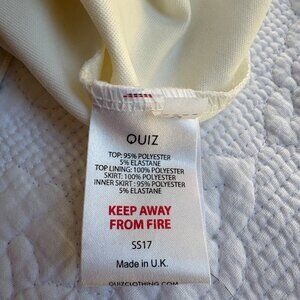 QUIZ
TOP: 95% POLYESTER
5% ELASTANE
TOP LINING: 100% POLYESTER
SKIRT: 100% POLYESTER
INNER SKIRT : 95% POLYESTER
5% ELASTANE
KEEP AWAY
FROM FIRE
SS17
Made in U.K.
QUIZCLOTHING.COM